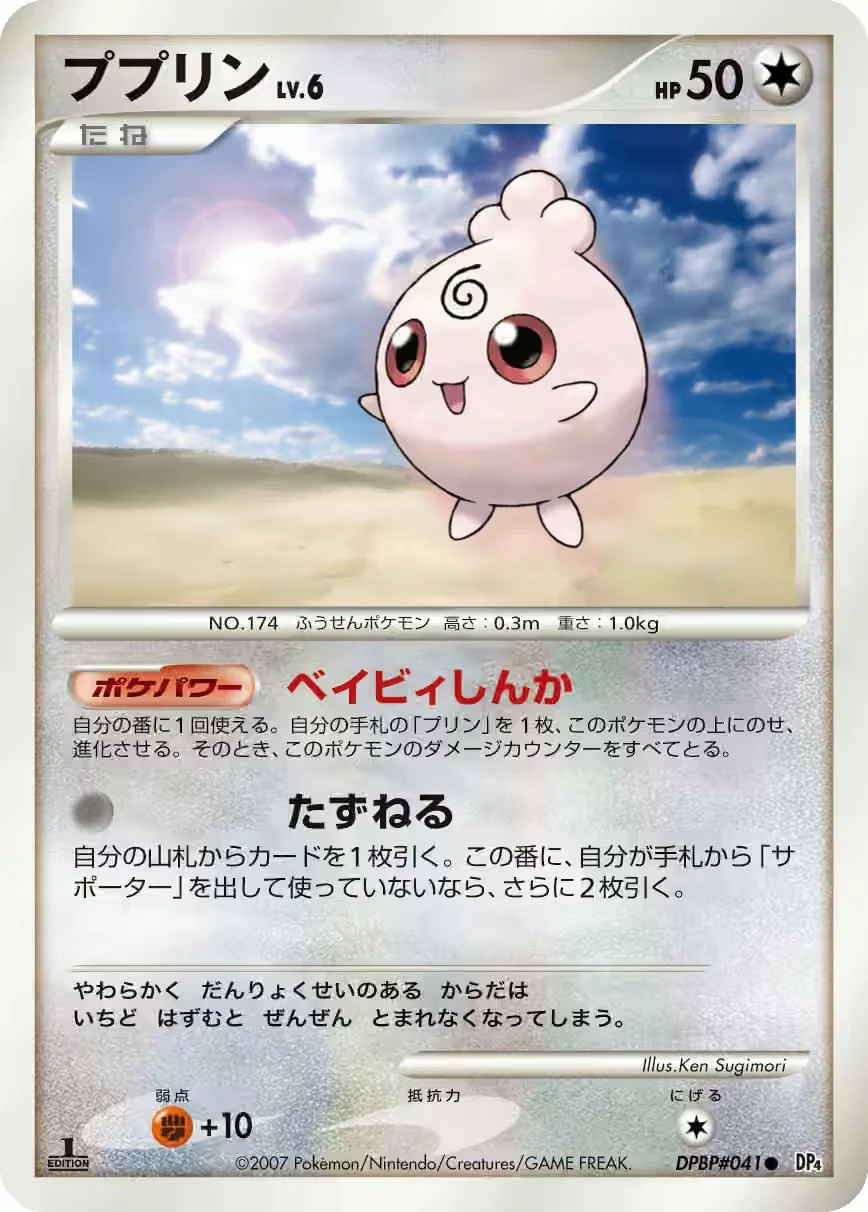 ププリン LV.6 HP 50
たね
NO.174 ふうせんポケモン 高さ:0.3m 重さ:1.0kg
ポケパワー ベイビィしんか
自分の番に1回使える。自分の手札の「プリン」を1枚、このポケモンの上にのせ、
進化させる。そのとき、このポケモンのダメージカウンターをすべてとる。
たずねる
自分の山札からカードを1枚引く。この番に、自分が手札から「サ
ポーター」を出して使っていないなら、さらに2枚引く。
やわらかく だんりょくせいのある からだは
いちど はずむと ぜんぜん とまれなくなってしまう。
Illus.Ken Sugimori
弱点 抵抗力 にげる
+10
1 EDITION ©2007 Pokémon/Nintendo/Creatures/GAME FREAK. DPBP#041● DP4